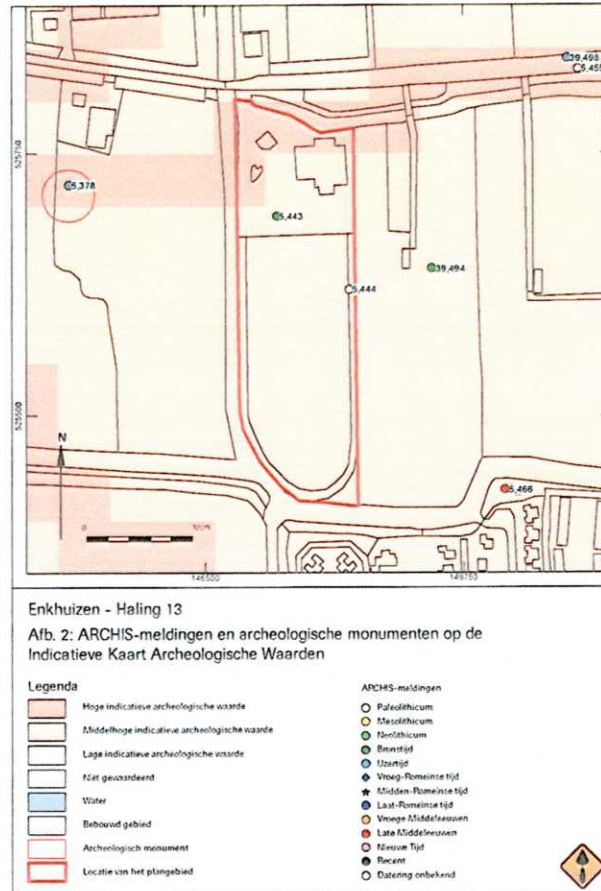 39,498
5,455
525750
5,378
5,443
39,494
5,444
525500
N
5,466
0
100m
146500
149750
Enkhuizen - Haling 13
Afb. 2: ARCHIS-meldingen en archeologische monumenten op de
Indicatieve Kaart Archeologische Waarden
Legenda
Hoge indicatieve archeologische waarde
Middelhoge indicatieve archeologische waarde
Lage indicatieve archeologische waarde
Niet gewaardeerd
Water
Bebouwd gebied
Archeologisch monument
Locatie van het plangebied
ARCHIS-meldingen
Paleolithicum
Mesolithicum
Neolithicum
Bronstijd
IJzertijd
Vroeg-Romeinse tijd
Midden-Romeinse tijd
Laat-Romeinse tijd
Vroege Middeleeuwen
Late Middeleeuwen
Nieuwe Tijd
Recent
Datering onbekend